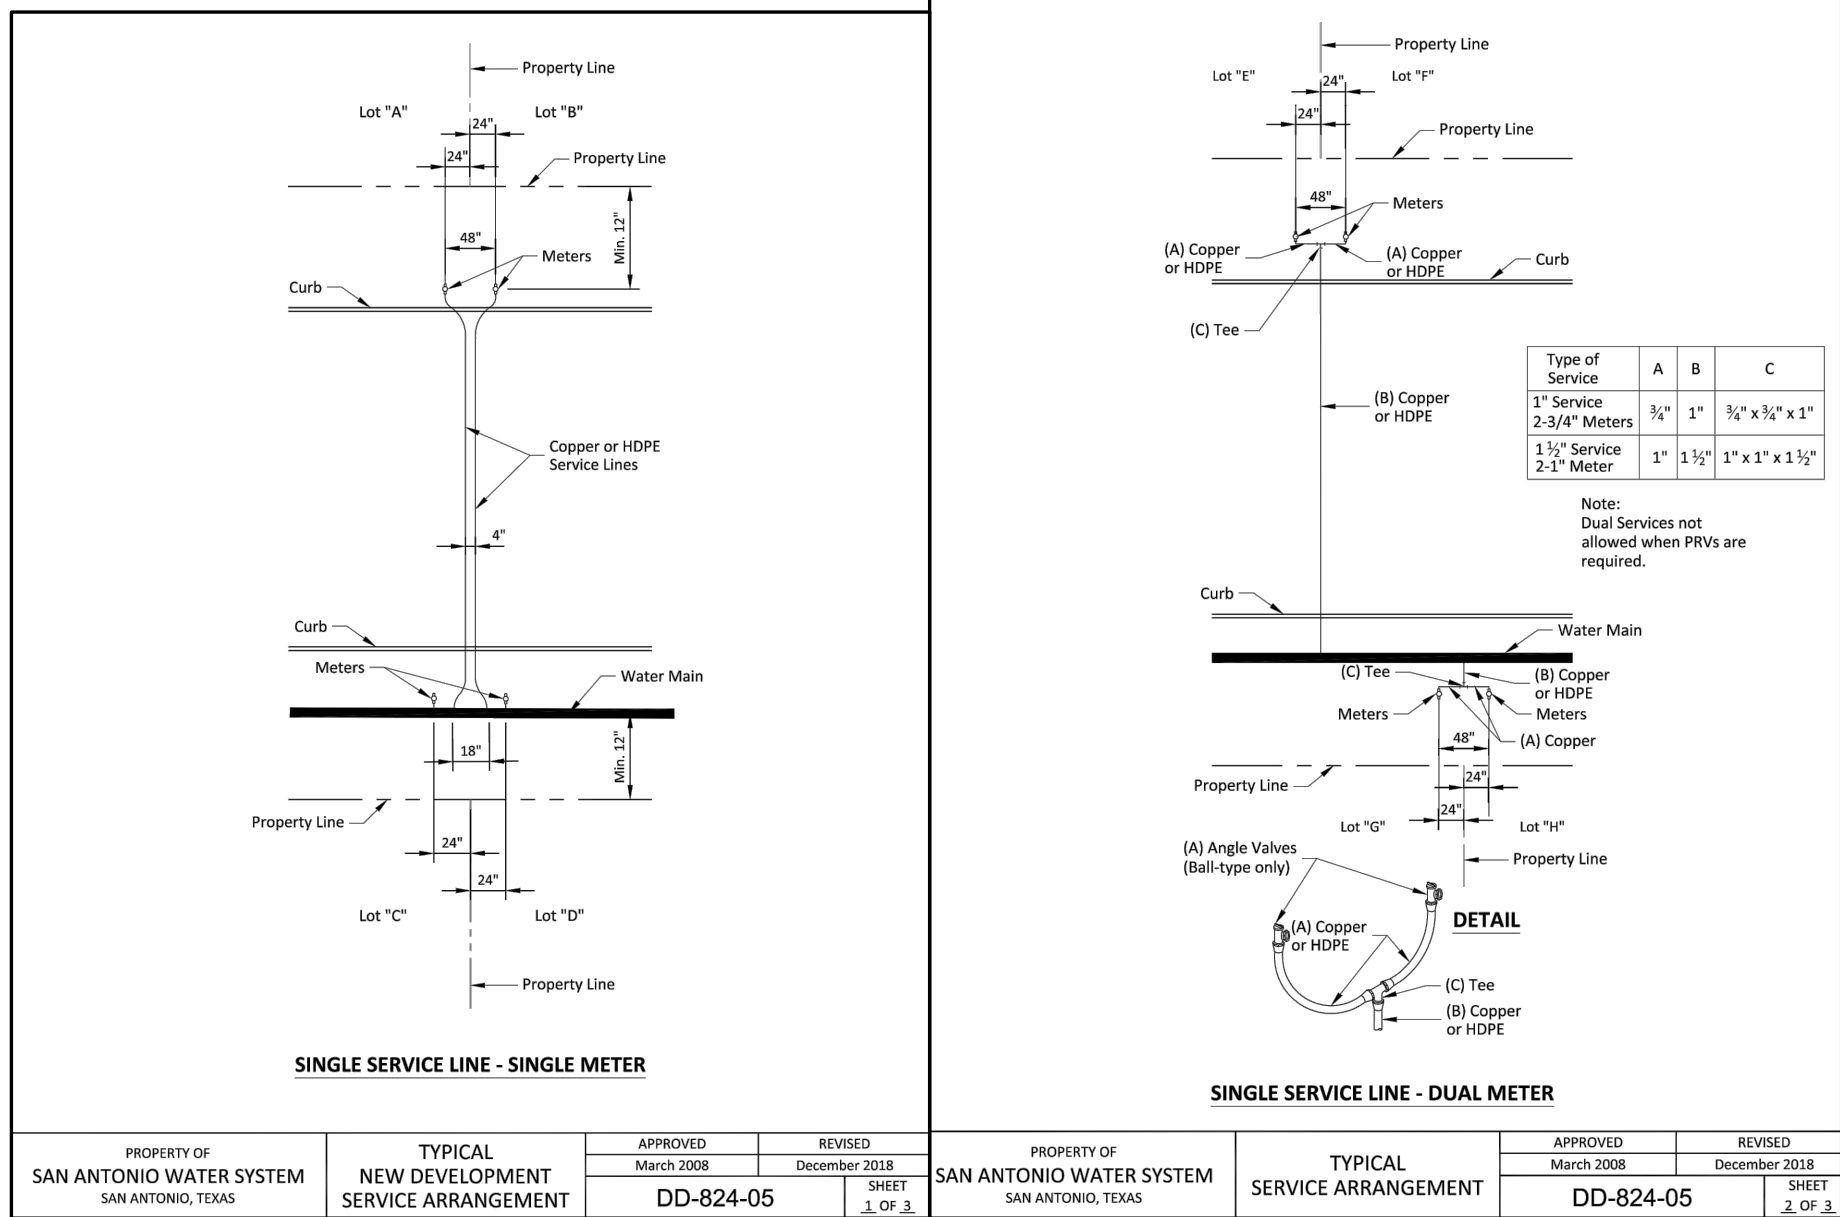 Property Line
Lot "A"
Lot "B"
24"
24"
Property Line
48"
Min. 12"
Meters
Curb
Copper or HDPE
Service Lines
4"
Curb
Meters
Water Main
18"
Min. 12"
Property Line
24"
24"
Lot "C"
Lot "D"
Property Line
SINGLE SERVICE LINE - SINGLE METER
PROPERTY OF
SAN ANTONIO WATER SYSTEM
SAN ANTONIO, TEXAS
TYPICAL
NEW DEVELOPMENT
SERVICE ARRANGEMENT
APPROVED
March 2008
REVISED
December 2018
DD-824-05
SHEET
1 OF 3
Property Line
Lot "E"
24"
Lot "F"
24"
Property Line
48"
Meters
(A) Copper
or HDPE
(A) Copper
or HDPE
Curb
(C) Tee
(B) Copper
or HDPE
Type of
Service
A
B
C
1" Service
2-3/4" Meters
¾"
1"
¾" x ¾" x 1"
1 ½" Service
2-1" Meter
1"
1 ½"
1" x 1" x 1 ½"
Note:
Dual Services not
allowed when PRVs are
required.
Curb
Water Main
(C) Tee
(B) Copper
or HDPE
Meters
Meters
48"
(A) Copper
Property Line
24"
24"
Lot "G"
Lot "H"
Property Line
(A) Angle Valves
(Ball-type only)
DETAIL
(A) Copper
or HDPE
(C) Tee
(B) Copper
or HDPE
SINGLE SERVICE LINE - DUAL METER
PROPERTY OF
SAN ANTONIO WATER SYSTEM
SAN ANTONIO, TEXAS
TYPICAL
SERVICE ARRANGEMENT
APPROVED
March 2008
REVISED
December 2018
DD-824-05
SHEET
2 OF 3